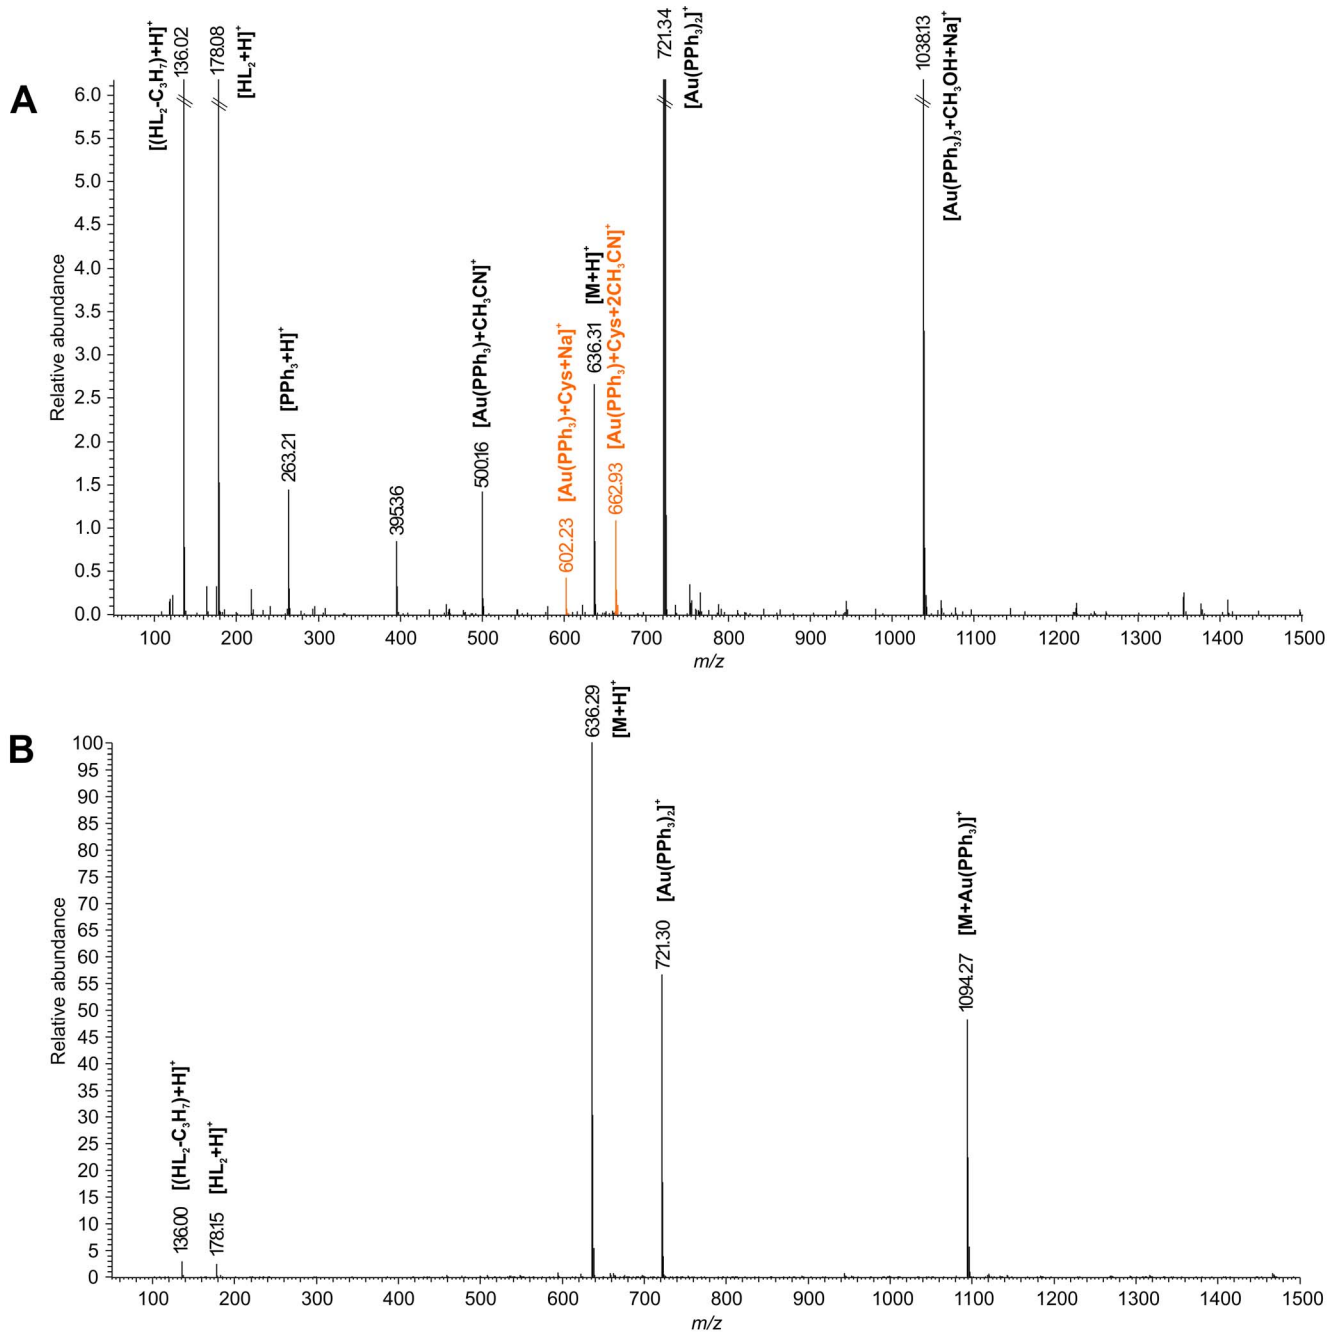 A
[(HL₂-C₃H₇)+H]⁺
136.02
178.08
[HL₂+H]⁺
263.21 [PPh₃+H]⁺
395.36
500.16 [Au(PPh₃)+CH₃CN]⁺
602.23 [Au(PPh₃)+Cys+Na]⁺
636.31 [M+H]⁺
662.93 [Au(PPh₃)+Cys+2CH₃CN]⁺
721.34
[Au(PPh₃)₂]⁺
1038.13
[Au(PPh₃)₃+CH₃OH+Na]⁺
Relative abundance
6.0
5.5
5.0
4.5
4.0
3.5
3.0
2.5
2.0
1.5
1.0
0.5
0.0
100 200 300 400 500 600 700 800 900 1000 1100 1200 1300 1400 1500
m/z
B
136.00 [(HL₂-C₃H₇)+H]⁺
178.15 [HL₂+H]⁺
636.29
[M+H]⁺
721.30 [Au(PPh₃)₂]⁺
1094.27 [M+Au(PPh₃)]⁺
Relative abundance
100
95
90
85
80
75
70
65
60
55
50
45
40
35
30
25
20
15
10
5
0
100 200 300 400 500 600 700 800 900 1000 1100 1200 1300 1400 1500
m/z